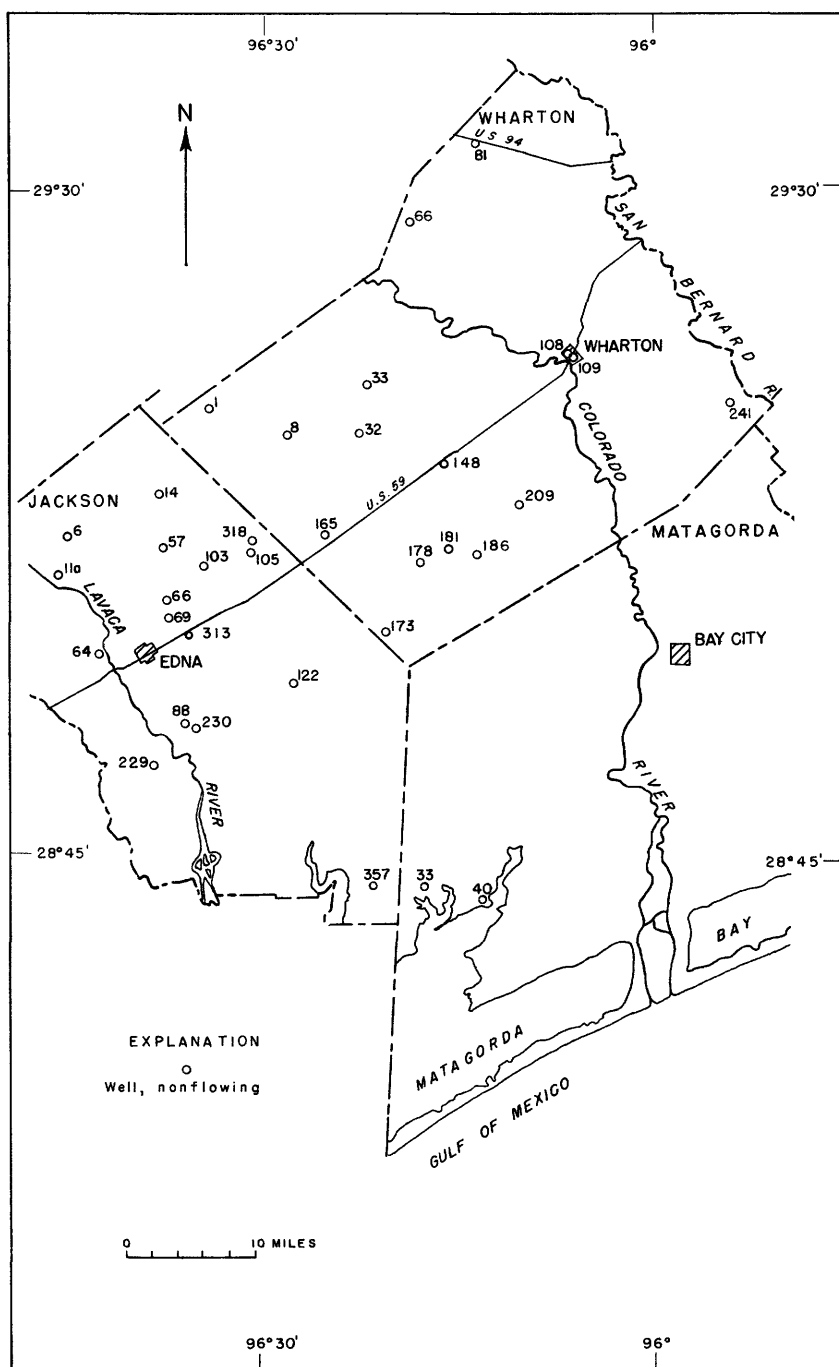 96°30'
96°
N
WHARTON
U S 94
81
29°30'
29°30'
SAN
66
BERNARD
108
WHARTON
109
R.
33
1
241
8
32
COLORADO
148
U.S. 59
14
209
JACKSON
318
165
MATAGORDA
6
57
181
103
105
178
186
11a
LAVACA
66
69
173
313
64
EDNA
BAY CITY
122
88
230
229
RIVER
RIVER
28°45'
28°45'
357
33
40
BAY
EXPLANATION
Well, nonflowing
MATAGORDA
GULF OF MEXICO
0
10 MILES
96°30'
96°